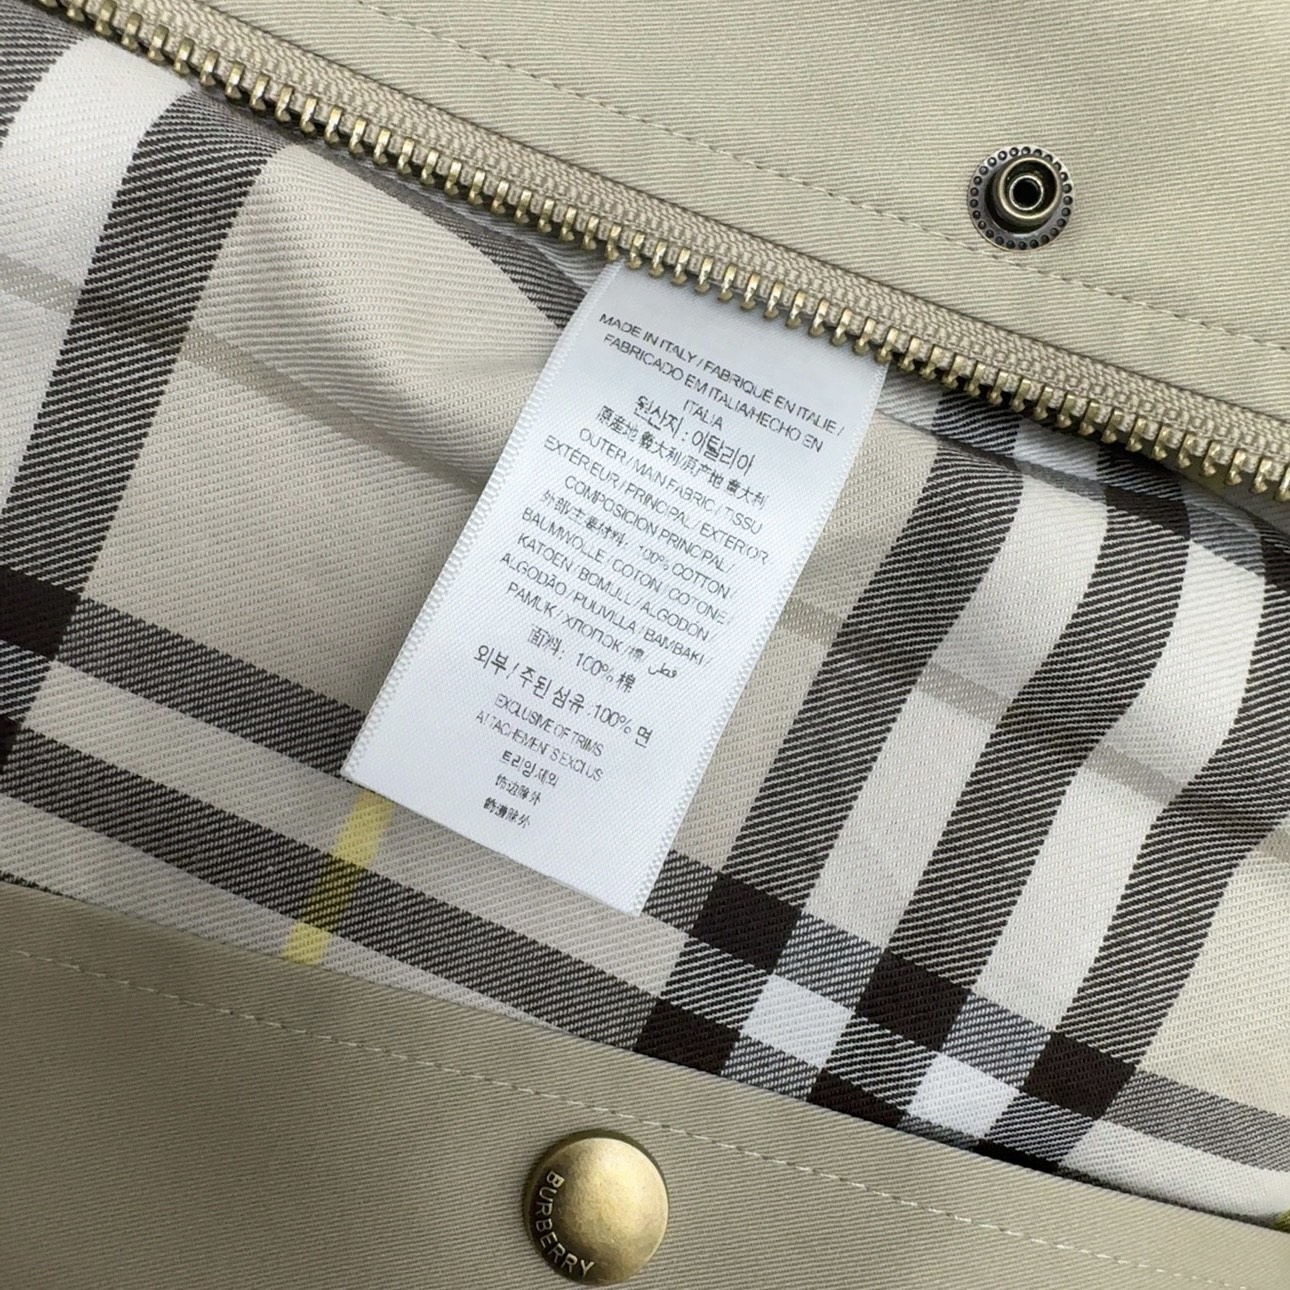 MADE IN ITALY / FABRIQUÉ EN ITALIE /
FABRICADO EM ITALIA/HECHO EN
ITALIA
원산지 : 이탈리아
原産地 義大利/原产地 意大利
OUTER / MAIN FABRIC / TISSU
EXTERIEUR / PRINCIPAL / EXTERIOR
COMPOSICION PRINCIPAL /
外部主要材料: 100% COTTON
BAUMWOLLE / COTON / COTONE /
KATOEN / BOMULL / ALGODÓN /
ALGODÃO / PUUVILLA / BAMBAKI /
PAMUK / ХЛОПОК / 棉 قطن
面料: 100% 棉
외부 / 주된 섬유 :100% 면
EXCLUSIVE OF TRIMS
ATTACHEMENTS EXCLUS
트리밍 제외
饰边除外
飾邊除外
BURBERRY